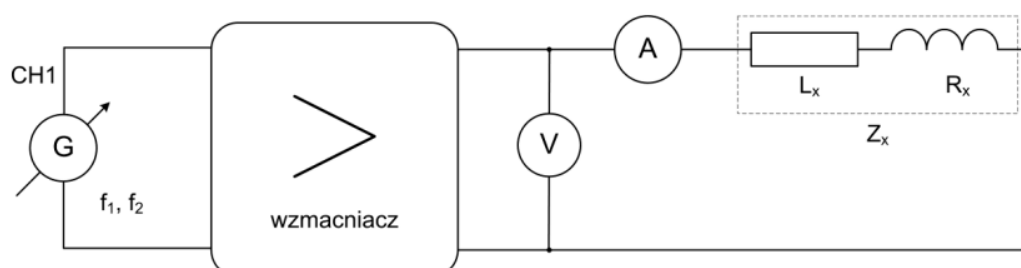 CH1
G
f₁, f₂
wzmacniacz
V
A
Lₓ
Rₓ
Zₓ